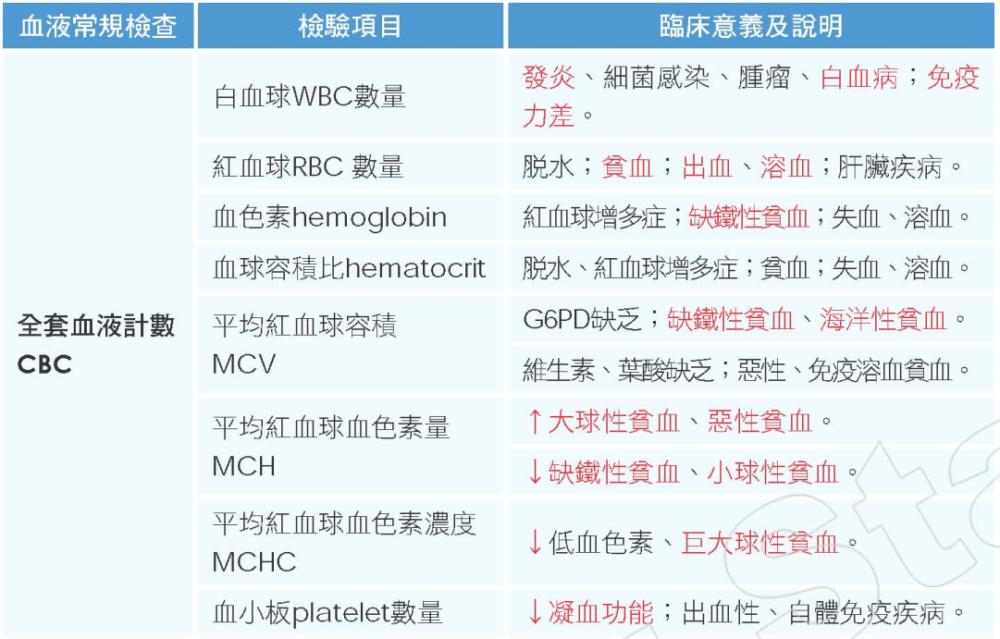 血液常規檢查 檢驗項目 臨床意義及說明
全套血液計數
CBC
白血球WBC數量
發炎、細菌感染、腫瘤、白血病；免疫
力差。
紅血球RBC 數量
脫水；貧血；出血、溶血；肝臟疾病。
血色素hemoglobin
紅血球增多症；缺鐵性貧血；失血、溶血。
血球容積比hematocrit
脫水、紅血球增多症；貧血；失血、溶血。
平均紅血球容積
MCV
G6PD缺乏；缺鐵性貧血、海洋性貧血。
維生素、葉酸缺乏；惡性、免疫溶血貧血。
平均紅血球血色素量
MCH
↑大球性貧血、惡性貧血。
↓缺鐵性貧血、小球性貧血。
平均紅血球血色素濃度
MCHC
↓低血色素、巨大球性貧血。
血小板platelet數量
↓凝血功能；出血性、自體免疫疾病。